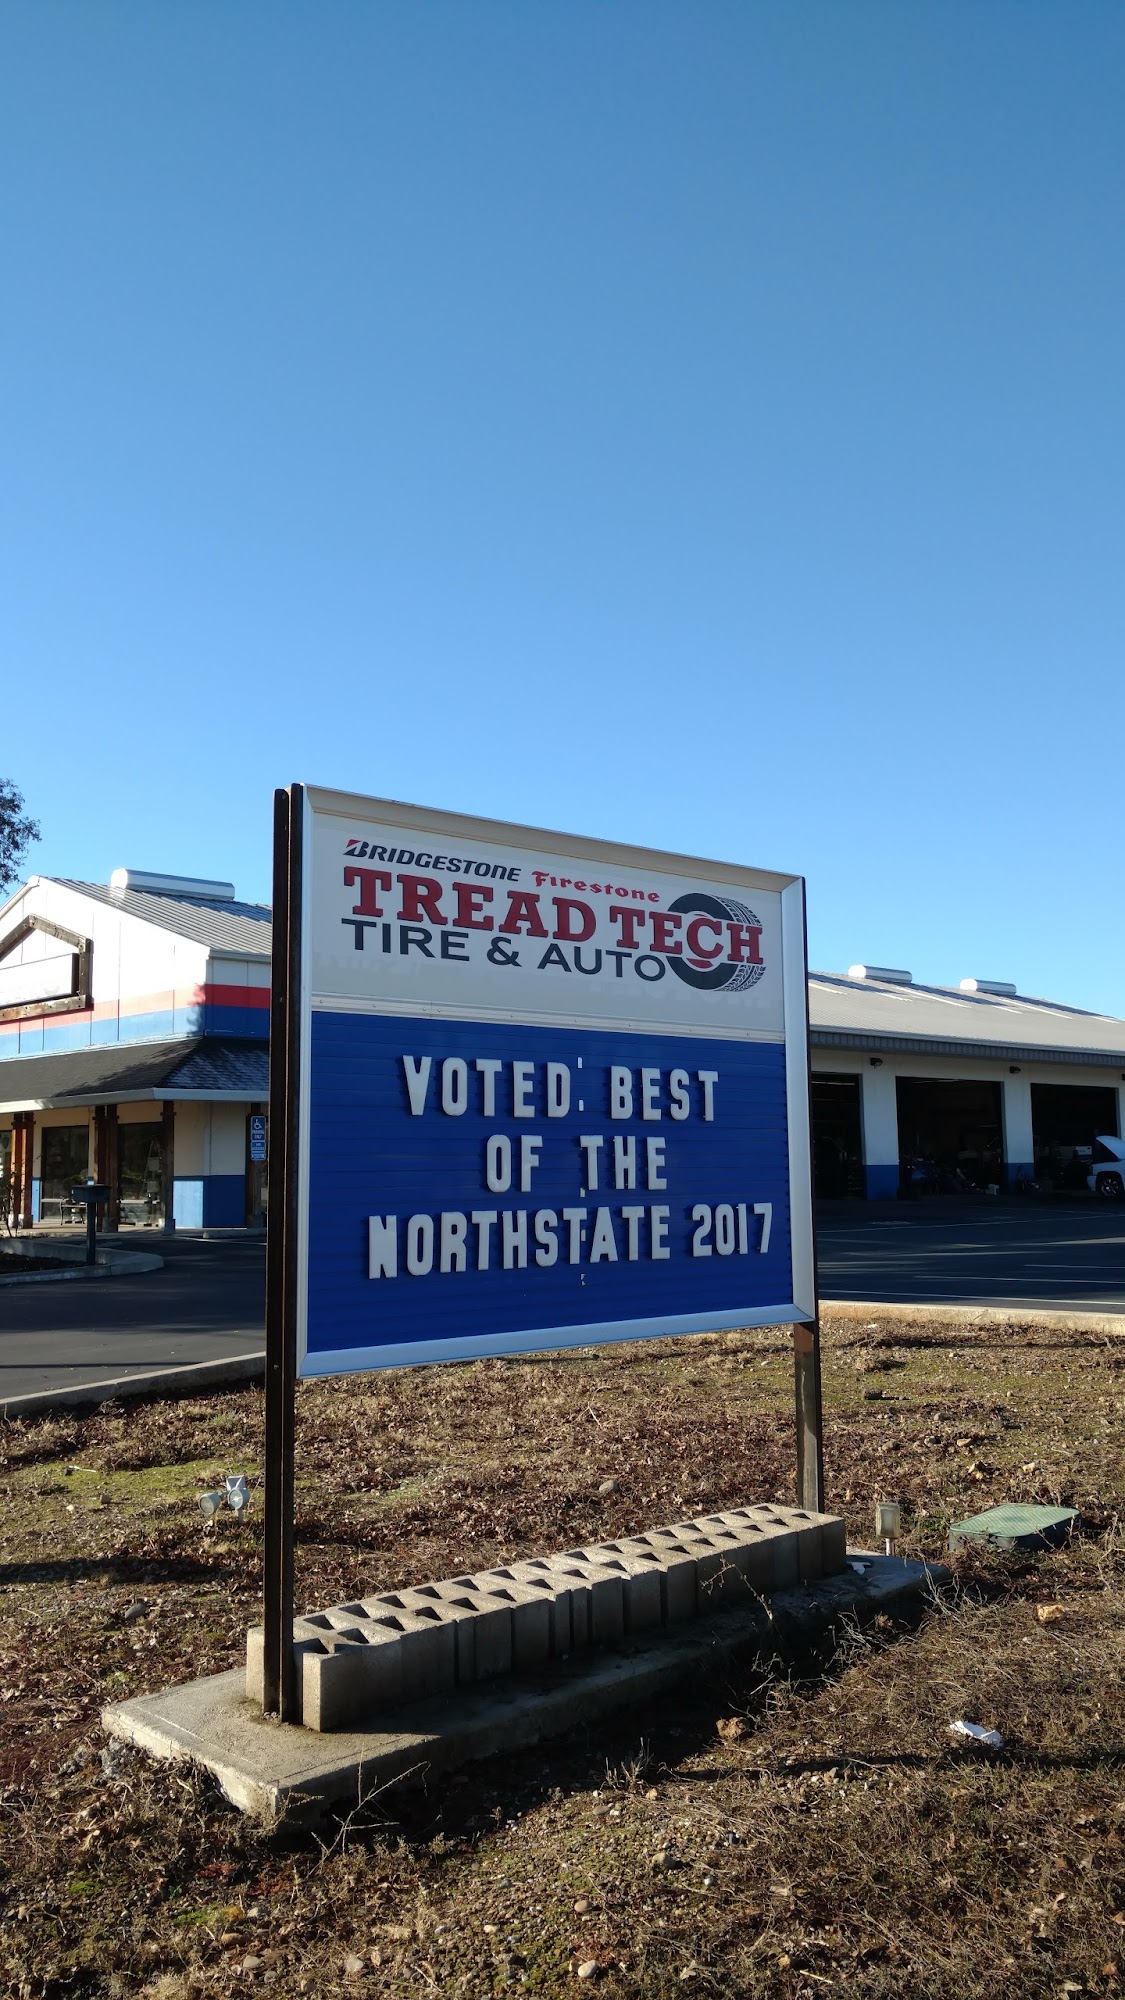 BRIDGESTONE Firestone
TREAD TECH
TIRE & AUTO
VOTED BEST
OF THE
NORTHSTATE 2017